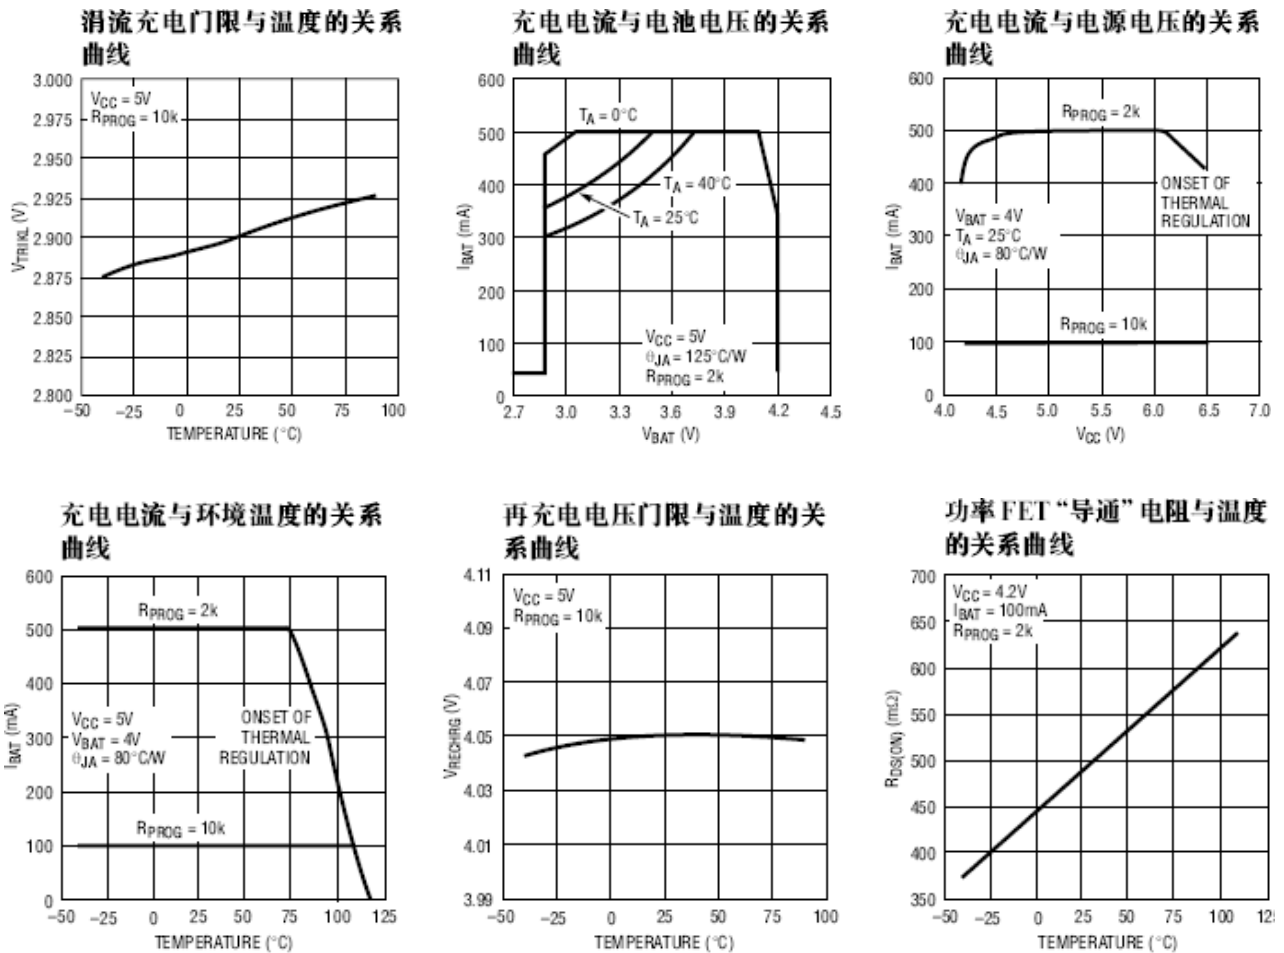 涓流充电门限与温度的关系
曲线
3.000
2.975
2.950
2.925
2.900
2.875
2.850
2.825
2.800
VTRIKL (V)
VCC = 5V
RPROG = 10k
−50 −25 0 25 50 75 100
TEMPERATURE (°C)
充电电流与电池电压的关系
曲线
600
500
400
300
200
100
0
IBAT (mA)
TA = 0°C
TA = 40°C
TA = 25°C
VCC = 5V
θJA = 125°C/W
RPROG = 2k
2.7 3.0 3.3 3.6 3.9 4.2 4.5
VBAT (V)
充电电流与电源电压的关系
曲线
600
500
400
300
200
100
0
IBAT (mA)
RPROG = 2k
ONSET OF
THERMAL
REGULATION
VBAT = 4V
TA = 25°C
θJA = 80°C/W
RPROG = 10k
4.0 4.5 5.0 5.5 6.0 6.5 7.0
VCC (V)
充电电流与环境温度的关系
曲线
600
500
400
300
200
100
0
IBAT (mA)
RPROG = 2k
VCC = 5V
VBAT = 4V
θJA = 80°C/W
ONSET OF
THERMAL
REGULATION
RPROG = 10k
−50 −25 0 25 50 75 100 125
TEMPERATURE (°C)
再充电电压门限与温度的关
系曲线
4.11
4.09
4.07
4.05
4.03
4.01
3.99
VRECHRG (V)
VCC = 5V
RPROG = 10k
−50 −25 0 25 50 75 100
TEMPERATURE (°C)
功率 FET “导通” 电阻与温度
的关系曲线
700
650
600
550
500
450
400
350
RDS(ON) (mΩ)
VCC = 4.2V
IBAT = 100mA
RPROG = 2k
−50 −25 0 25 50 75 100 125
TEMPERATURE (°C)